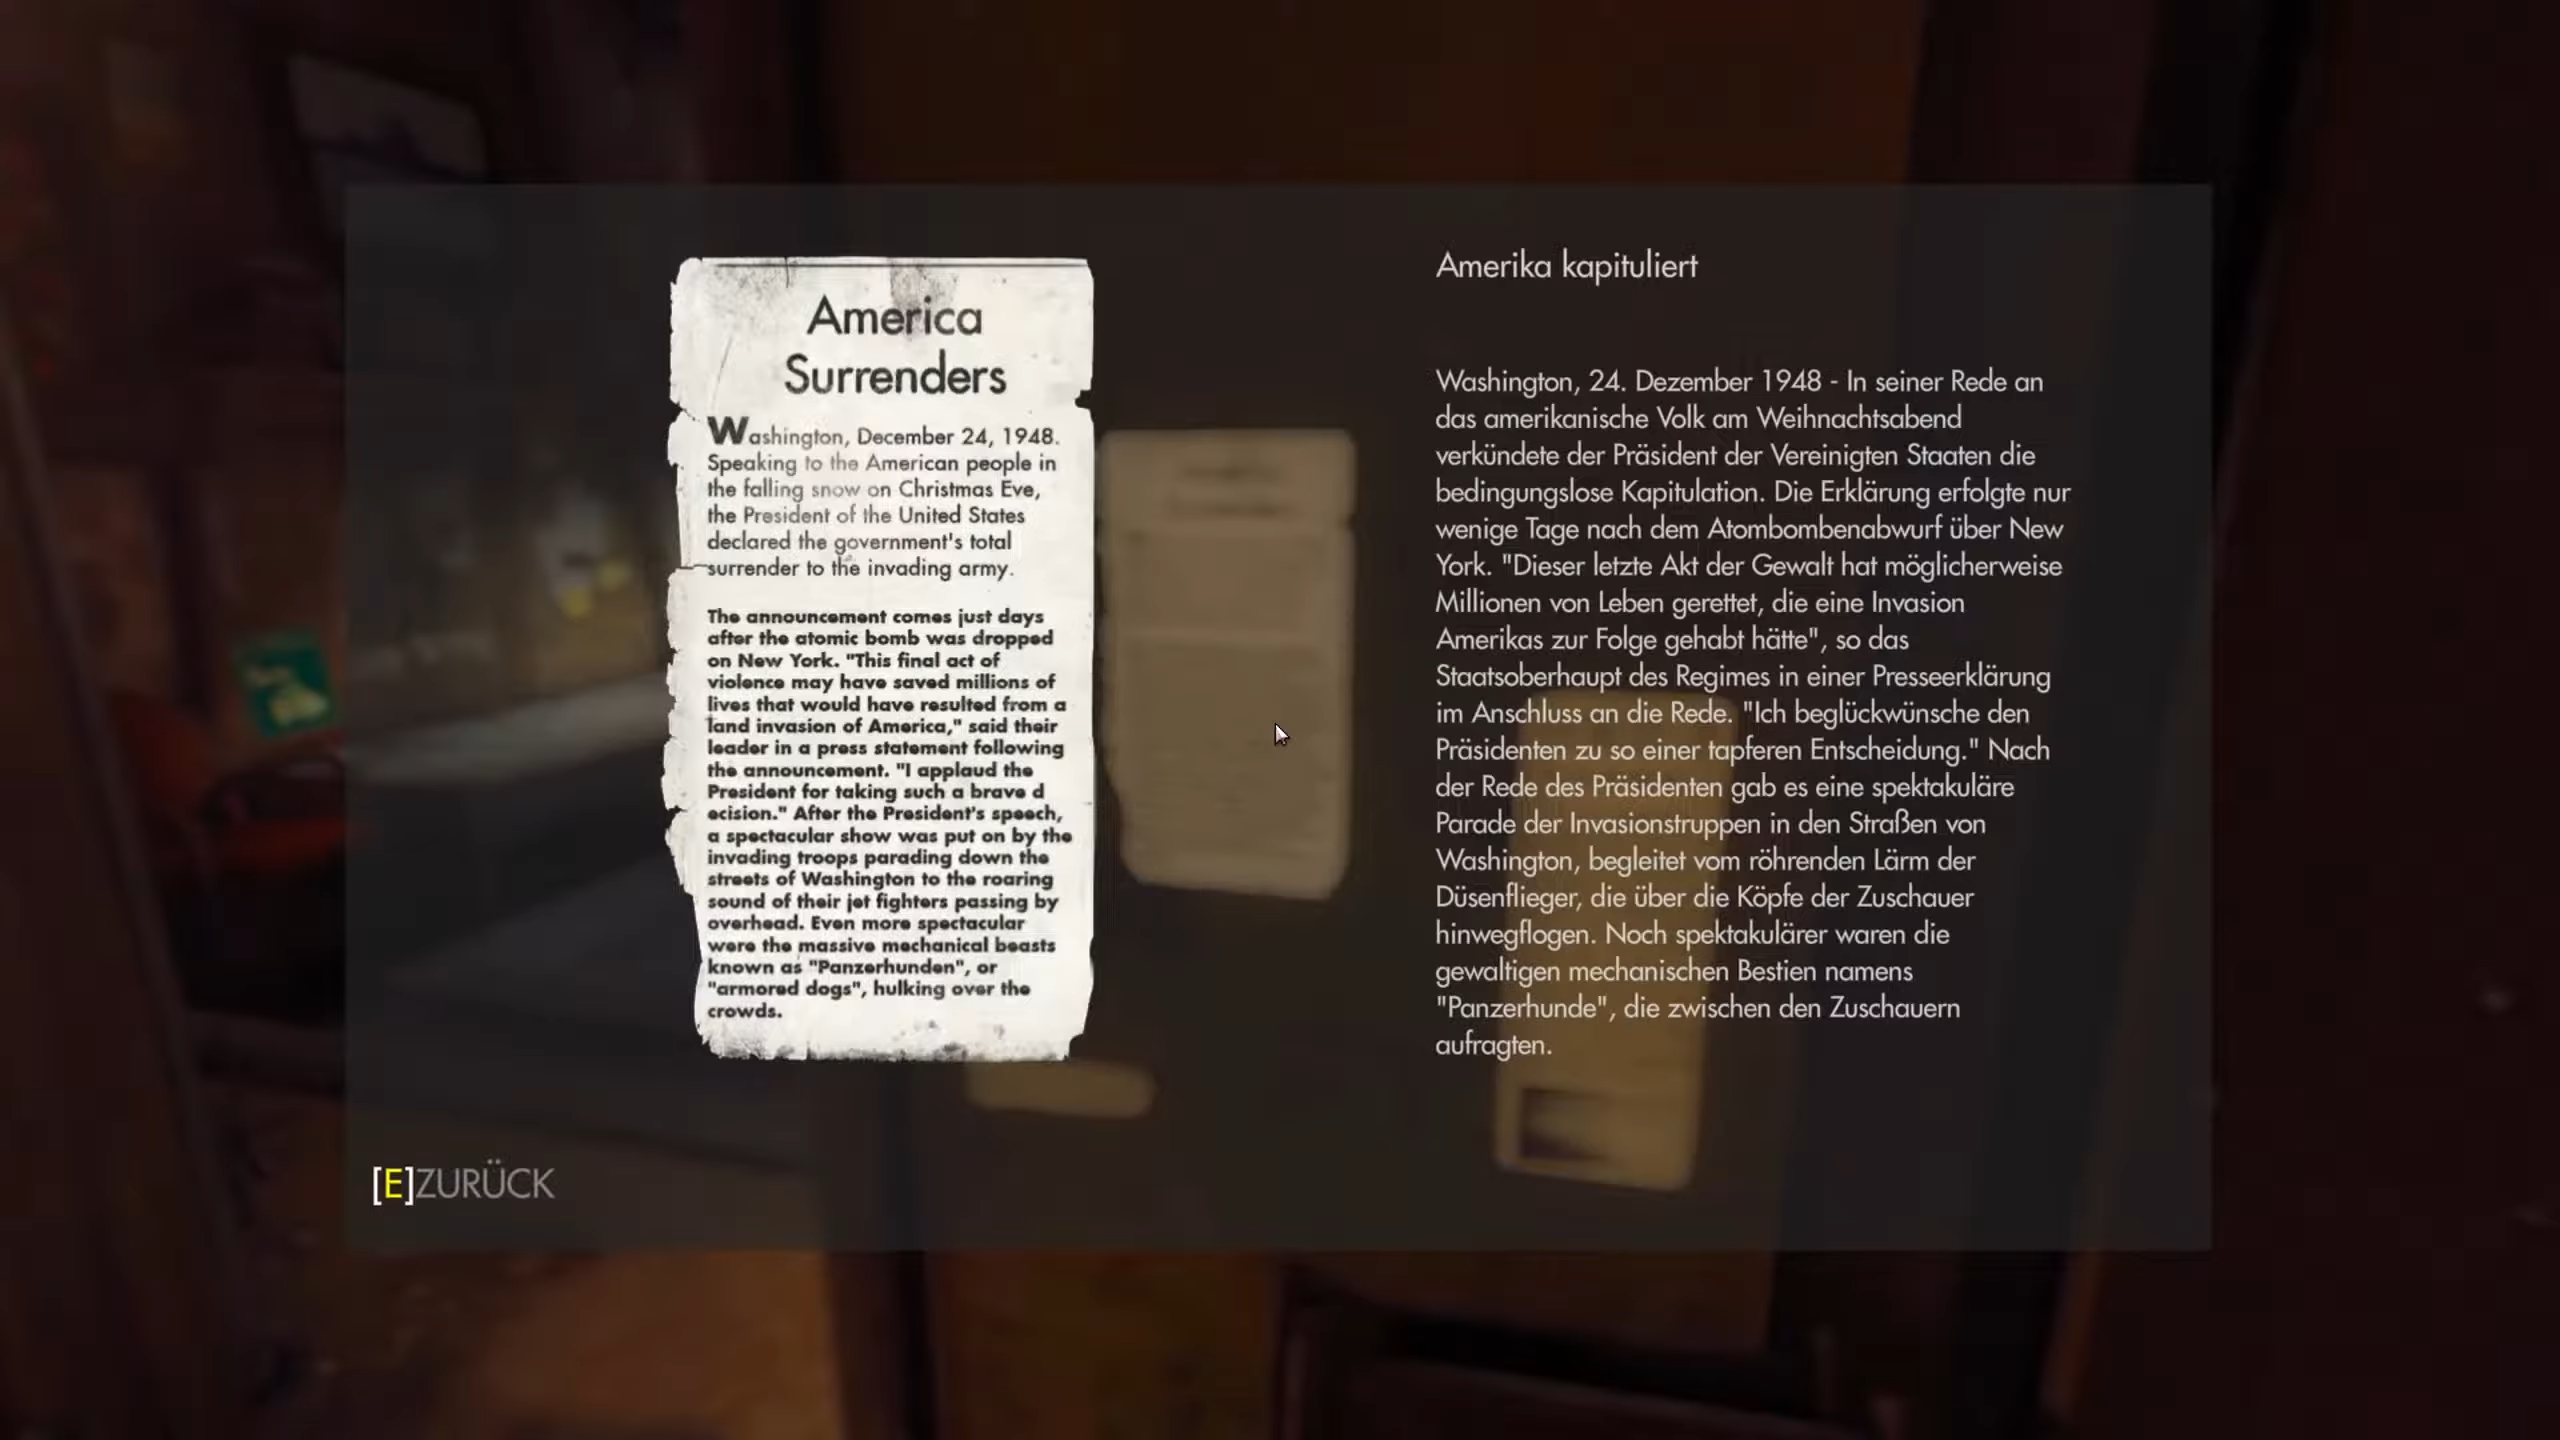 America
Surrenders
Washington, December 24, 1948.
Speaking to the American people in
the falling snow on Christmas Eve,
the President of the United States
declared the government's total
surrender to the invading army.
The announcement comes just days
after the atomic bomb was dropped
on New York. "This final act of
violence may have saved millions of
lives that would have resulted from a
land invasion of America," said their
leader in a press statement following
the announcement. "I applaud the
President for taking such a brave d
ecision." After the President's speech,
a spectacular show was put on by the
invading troops parading down the
streets of Washington to the roaring
sound of their jet fighters passing by
overhead. Even more spectacular
were the massive mechanical beasts
known as "Panzerhunden", or
"armored dogs", hulking over the
crowds.
Amerika kapituliert
Washington, 24. Dezember 1948 - In seiner Rede an
das amerikanische Volk am Weihnachtsabend
verkündete der Präsident der Vereinigten Staaten die
bedingungslose Kapitulation. Die Erklärung erfolgte nur
wenige Tage nach dem Atombombenabwurf über New
York. "Dieser letzte Akt der Gewalt hat möglicherweise
Millionen von Leben gerettet, die eine Invasion
Amerikas zur Folge gehabt hätte", so das
Staatsoberhaupt des Regimes in einer Presseerklärung
im Anschluss an die Rede. "Ich beglückwünsche den
Präsidenten zu so einer tapferen Entscheidung." Nach
der Rede des Präsidenten gab es eine spektakuläre
Parade der Invasionstruppen in den Straßen von
Washington, begleitet vom röhrenden Lärm der
Düsenflieger, die über die Köpfe der Zuschauer
hinwegflogen. Noch spektakulärer waren die
gewaltigen mechanischen Bestien namens
"Panzerhunde", die zwischen den Zuschauern
aufragten.
[E]ZURÜCK